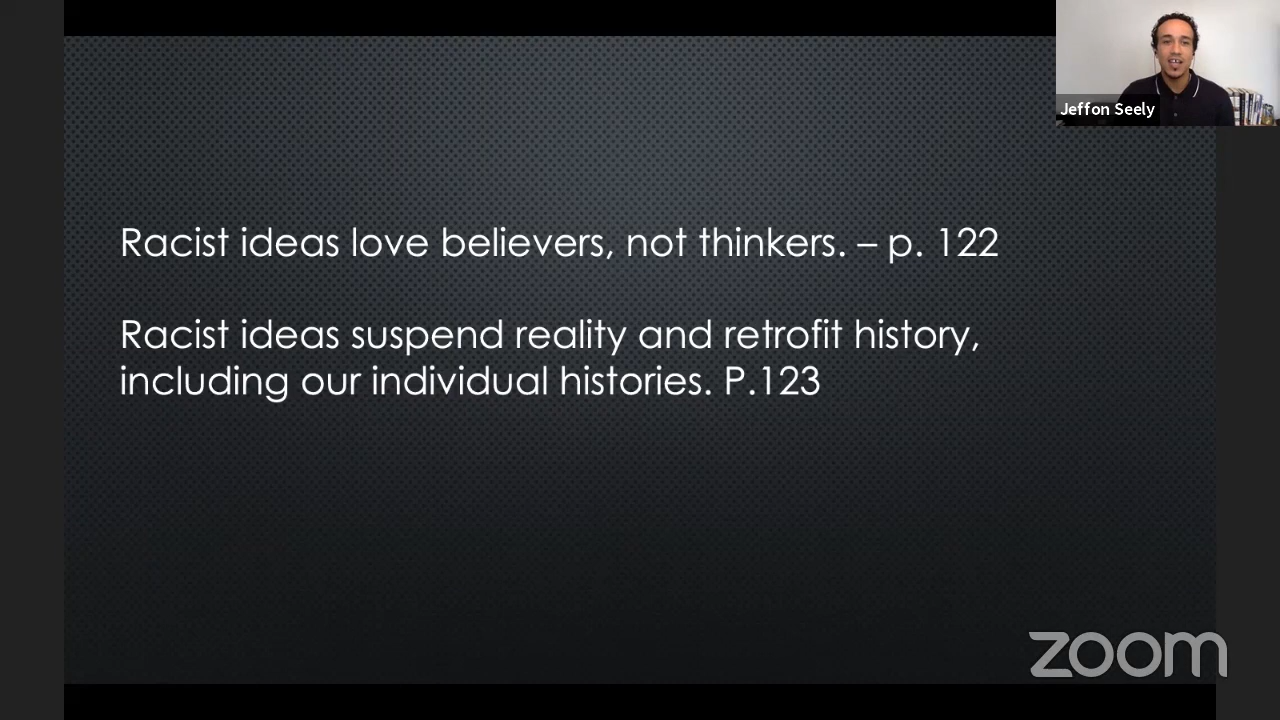 Jeffon Seely
Racist ideas love believers, not thinkers. – p. 122
Racist ideas suspend reality and retrofit history,
including our individual histories. P.123
zoom